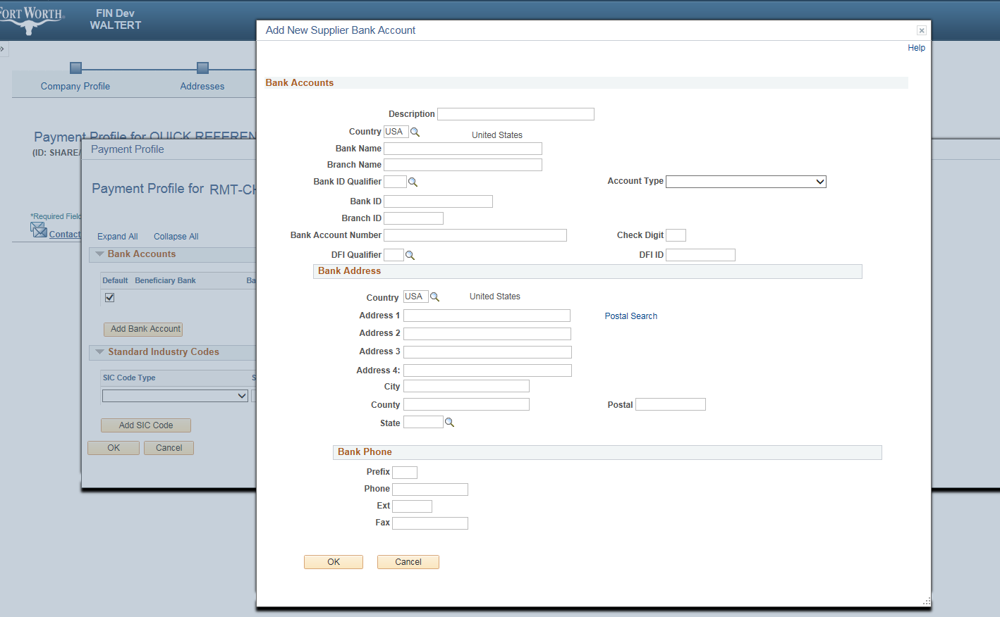 FORT WORTH
FIN Dev
WALTERT
Add New Supplier Bank Account
Help
Company Profile
Addresses
Bank Accounts
Description
Country USA United States
Payment Profile for QUICK REFEREN
(ID: SHARE/
Payment Profile
Bank Name
Branch Name
Bank ID Qualifier
Account Type
Payment Profile for RMT-CH
Bank ID
*Required Field
Branch ID
Contact
Expand All Collapse All
Bank Account Number
Check Digit
Bank Accounts
DFI Qualifier
DFI ID
Bank Address
Default Beneficiary Bank Ba
Country USA United States
Address 1
Postal Search
Add Bank Account
Address 2
Standard Industry Codes
Address 3
Address 4:
SIC Code Type S
City
County
Postal
State
Add SIC Code
OK Cancel
Bank Phone
Prefix
Phone
Ext
Fax
OK Cancel